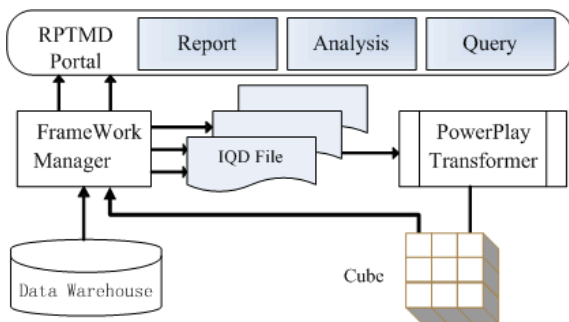 RPTMD
Portal
Report
Analysis
Query
FrameWork
Manager
IQD File
PowerPlay
Transformer
Data Warehouse
Cube